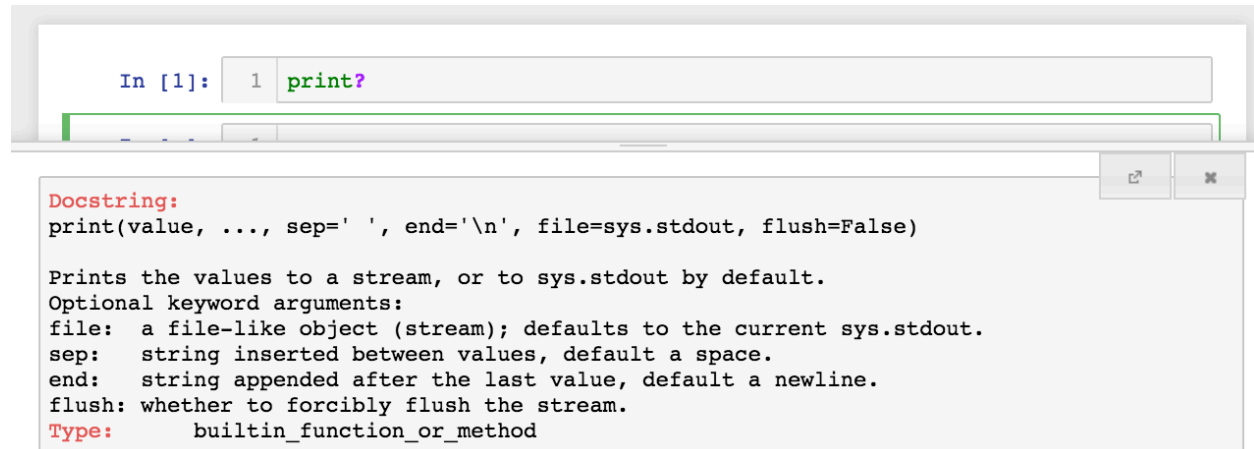 In [1]: 1 print?
Docstring:
print(value, ..., sep=' ', end='\n', file=sys.stdout, flush=False)
Prints the values to a stream, or to sys.stdout by default.
Optional keyword arguments:
file:  a file-like object (stream); defaults to the current sys.stdout.
sep:   string inserted between values, default a space.
end:   string appended after the last value, default a newline.
flush: whether to forcibly flush the stream.
Type:      builtin_function_or_method